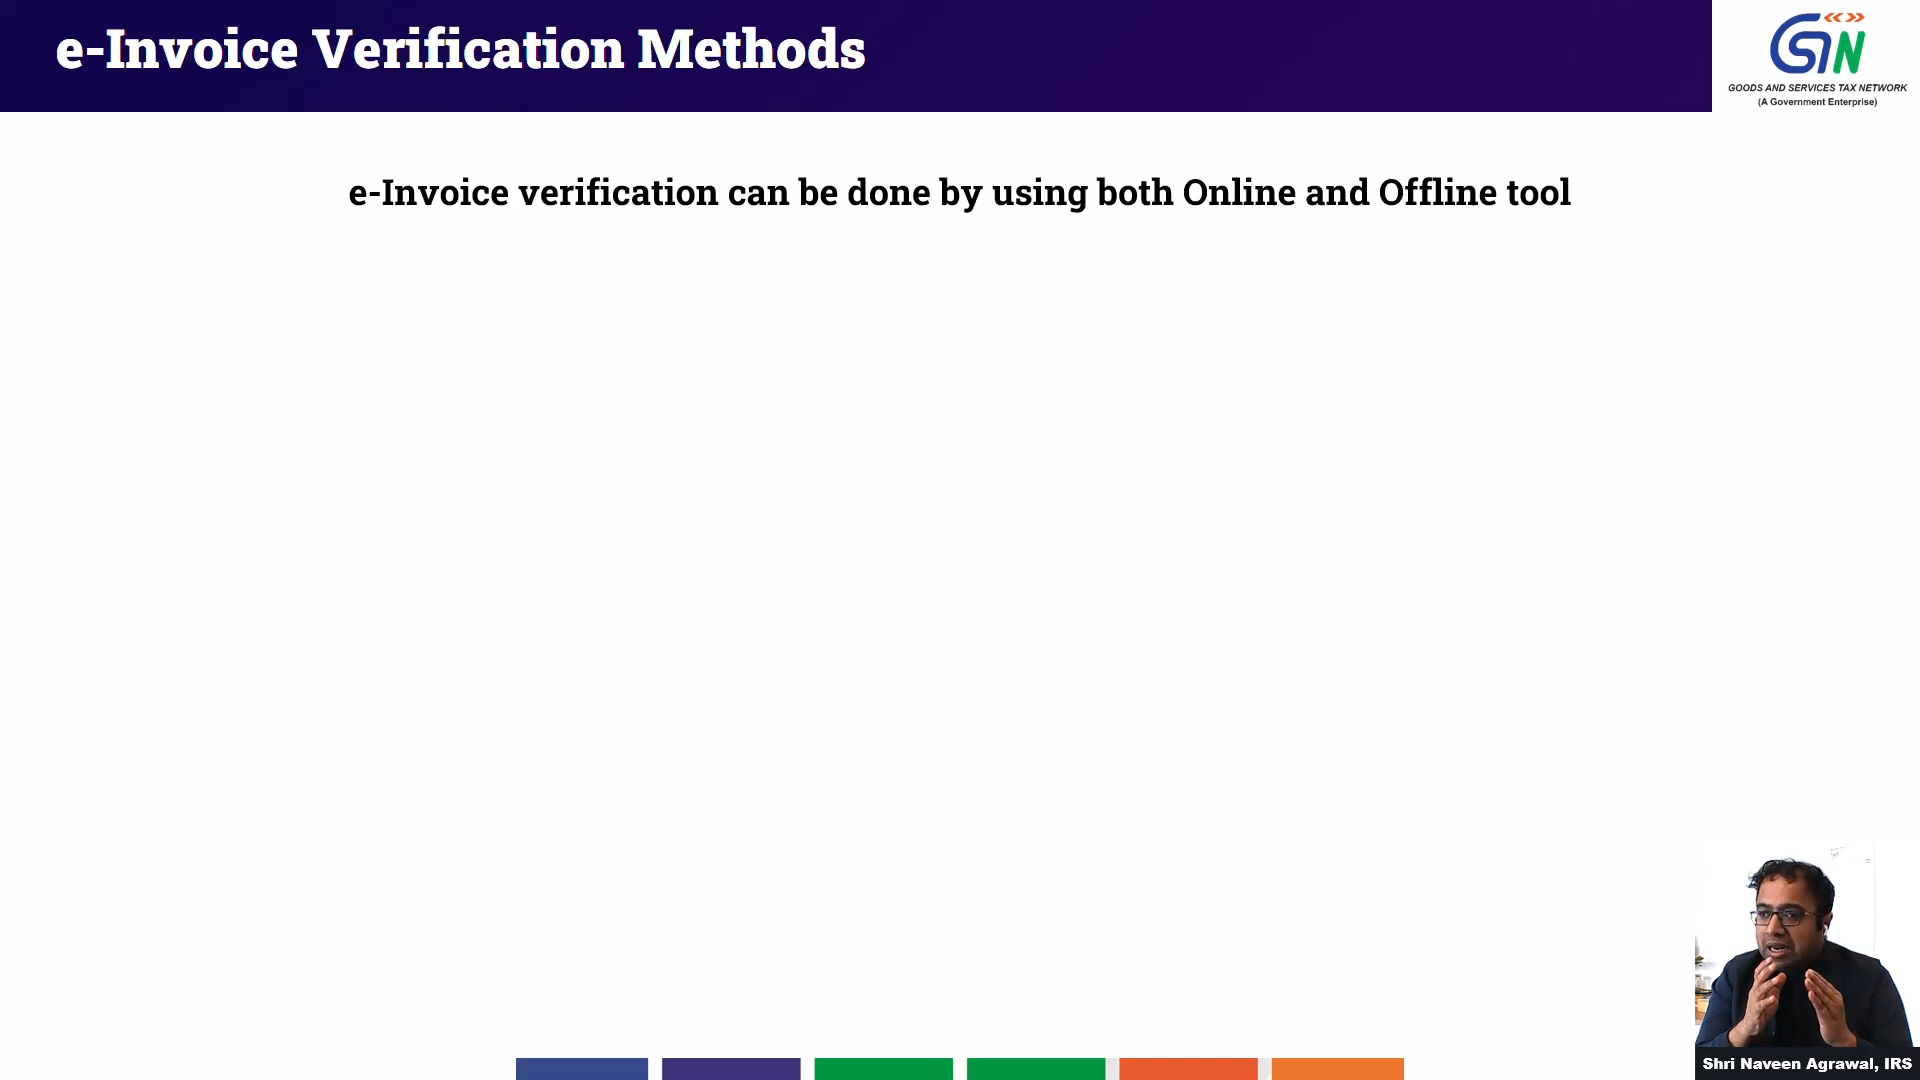 e-Invoice Verification Methods
GSTN
GOODS AND SERVICES TAX NETWORK
(A Government Enterprise)
e-Invoice verification can be done by using both Online and Offline tool
Shri Naveen Agrawal, IRS